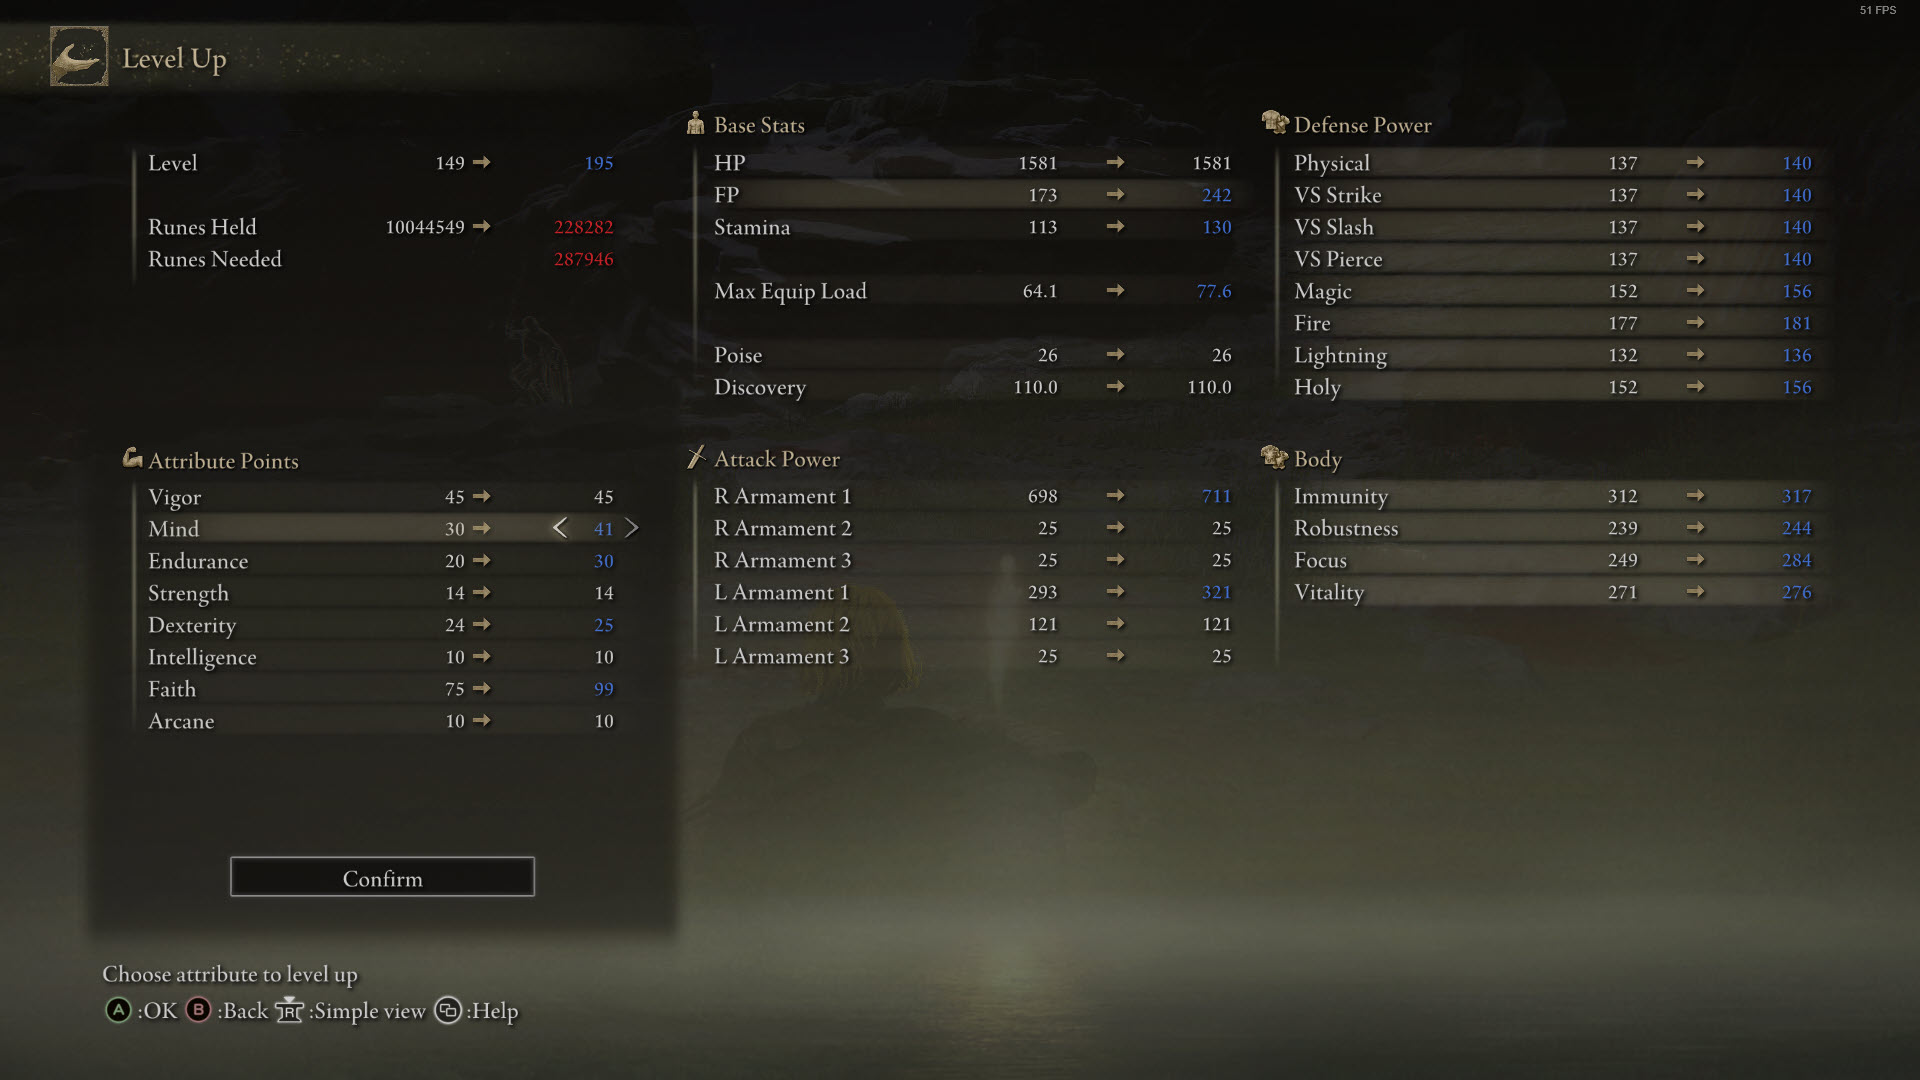 51 FPS
Level Up
Level 149 → 195
Runes Held 10044549 → 228282
Runes Needed 287946
Base Stats
HP 1581 → 1581
FP 173 → 242
Stamina 113 → 130
Max Equip Load 64.1 → 77.6
Poise 26 → 26
Discovery 110.0 → 110.0
Defense Power
Physical 137 → 140
VS Strike 137 → 140
VS Slash 137 → 140
VS Pierce 137 → 140
Magic 152 → 156
Fire 177 → 181
Lightning 132 → 136
Holy 152 → 156
Attribute Points
Vigor 45 → 45
Mind 30 → < 41 >
Endurance 20 → 30
Strength 14 → 14
Dexterity 24 → 25
Intelligence 10 → 10
Faith 75 → 99
Arcane 10 → 10
Attack Power
R Armament 1 698 → 711
R Armament 2 25 → 25
R Armament 3 25 → 25
L Armament 1 293 → 321
L Armament 2 121 → 121
L Armament 3 25 → 25
Body
Immunity 312 → 317
Robustness 239 → 244
Focus 249 → 284
Vitality 271 → 276
Confirm
Choose attribute to level up
A :OK B :Back R :Simple view :Help